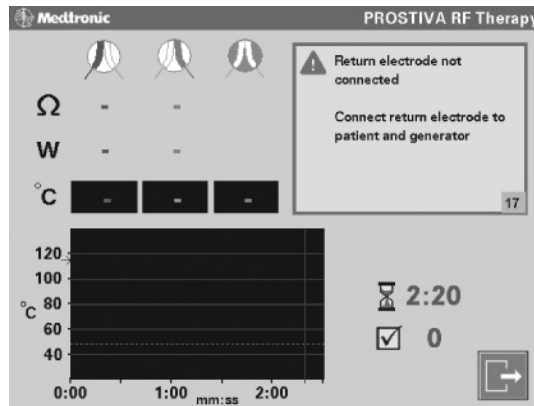 Medtronic
PROSTIVA RF Therapy
Return electrode not
connected
Connect return electrode to
patient and generator
17
Ω - -
W - -
°C - - -
120
100
°C 80
60
40
0:00 1:00 mm:ss 2:00
2:20
0